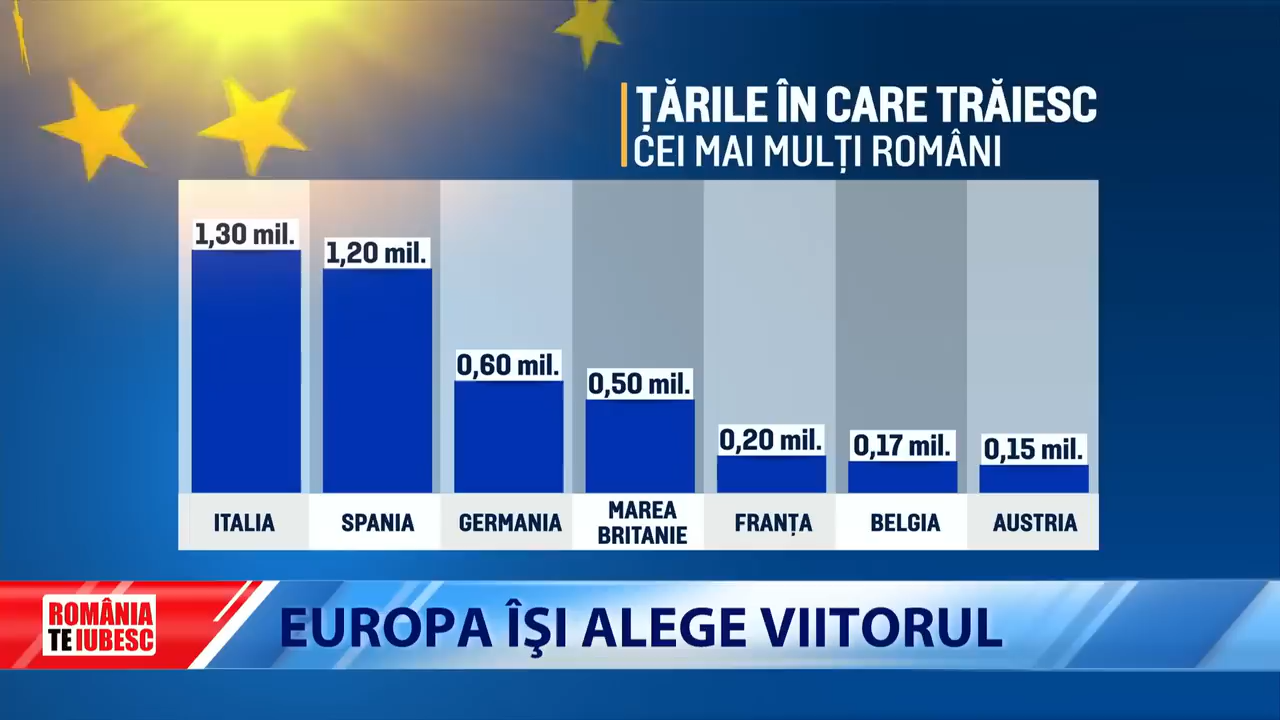 ȚĂRILE ÎN CARE TRĂIESC
CEI MAI MULȚI ROMÂNI
1,30 mil.
1,20 mil.
0,60 mil.
0,50 mil.
0,20 mil.
0,17 mil.
0,15 mil.
ITALIA
SPANIA
GERMANIA
MAREA
BRITANIE
FRANȚA
BELGIA
AUSTRIA
ROMÂNIA
TE IUBESC
EUROPA ÎŞI ALEGE VIITORUL